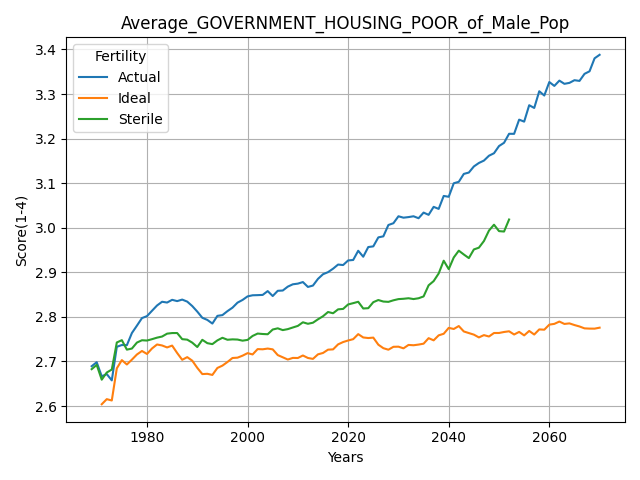 Average_GOVERNMENT_HOUSING_POOR_of_Male_Pop
Fertility
Actual
Ideal
Sterile
Score(1-4)
3.4
3.3
3.2
3.1
3.0
2.9
2.8
2.7
2.6
1980 2000 2020 2040 2060
Years